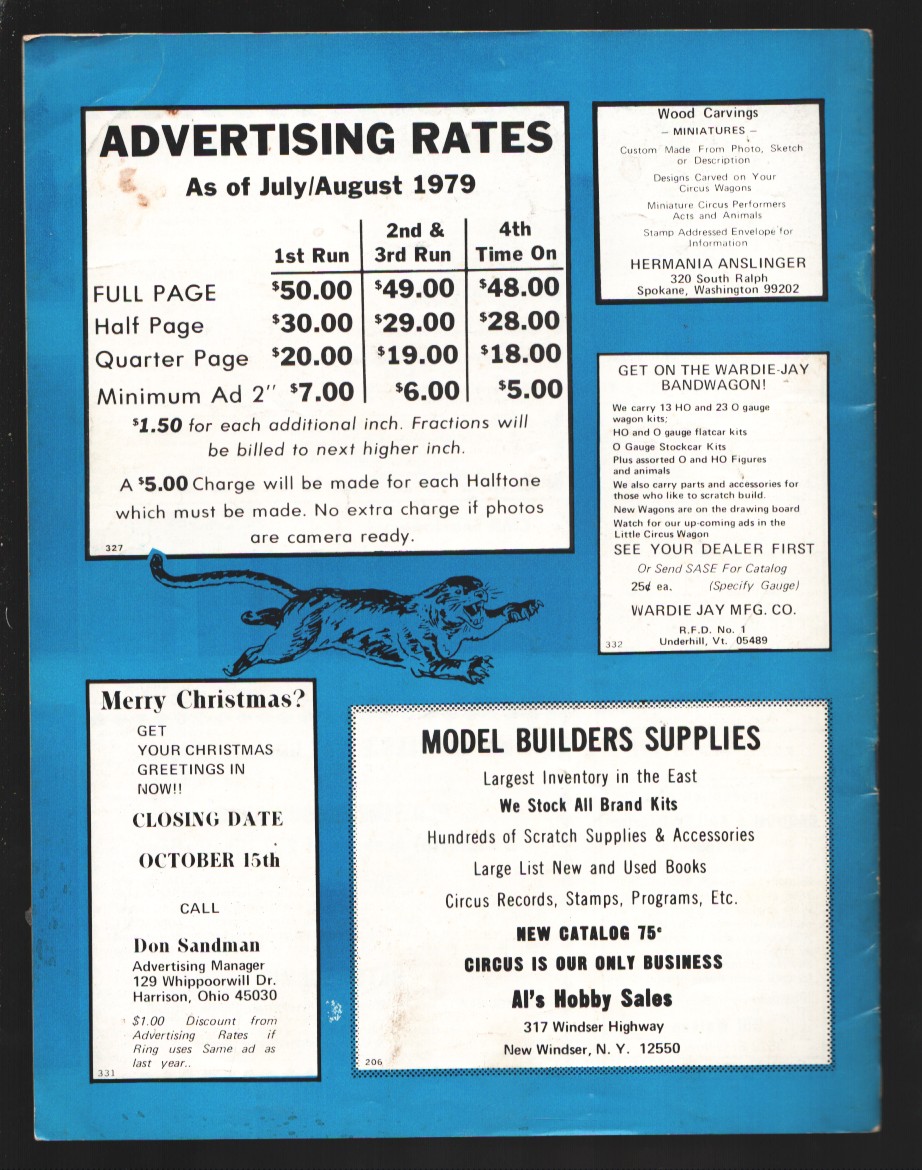 ADVERTISING RATES
As of July/August 1979
1st Run 2nd & 3rd Run 4th Time On
FULL PAGE $50.00 $49.00 $48.00
Half Page $30.00 $29.00 $28.00
Quarter Page $20.00 $19.00 $18.00
Minimum Ad 2" $7.00 $6.00 $5.00
$1.50 for each additional inch. Fractions will
be billed to next higher inch.
A $5.00 Charge will be made for each Halftone
which must be made. No extra charge if photos
are camera ready.
327
Wood Carvings
– MINIATURES –
Custom Made From Photo, Sketch
or Description
Designs Carved on Your
Circus Wagons
Miniature Circus Performers
Acts and Animals
Stamp Addressed Envelope for
Information
HERMANIA ANSLINGER
320 South Ralph
Spokane, Washington 99202
GET ON THE WARDIE-JAY
BANDWAGON!
We carry 13 HO and 23 O gauge
wagon kits;
HO and O gauge flatcar kits
O Gauge Stockcar Kits
Plus assorted O and HO Figures
and animals
We also carry parts and accessories for
those who like to scratch build.
New Wagons are on the drawing board
Watch for our up-coming ads in the
Little Circus Wagon
SEE YOUR DEALER FIRST
Or Send SASE For Catalog
25¢ ea. (Specify Gauge)
WARDIE JAY MFG. CO.
R.F.D. No. 1
332 Underhill, Vt. 05489
Merry Christmas?
GET
YOUR CHRISTMAS
GREETINGS IN
NOW!!
CLOSING DATE
OCTOBER 15th
CALL
Don Sandman
Advertising Manager
129 Whippoorwill Dr.
Harrison, Ohio 45030
$1.00 Discount from
Advertising Rates if
Ring uses Same ad as
last year..
331
MODEL BUILDERS SUPPLIES
Largest Inventory in the East
We Stock All Brand Kits
Hundreds of Scratch Supplies & Accessories
Large List New and Used Books
Circus Records, Stamps, Programs, Etc.
NEW CATALOG 75¢
CIRCUS IS OUR ONLY BUSINESS
Al's Hobby Sales
317 Windser Highway
New Windser, N. Y. 12550
206